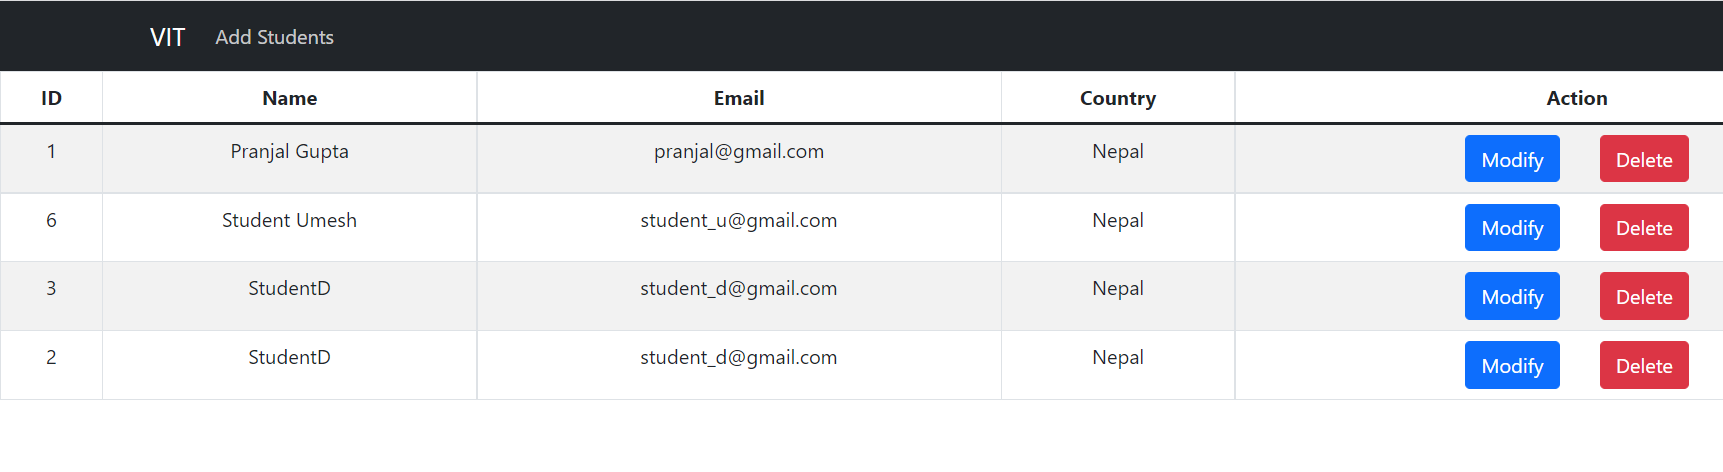 VIT Add Students
ID Name Email Country Action
1 Pranjal Gupta pranjal@gmail.com Nepal Modify Delete
6 Student Umesh student_u@gmail.com Nepal Modify Delete
3 StudentD student_d@gmail.com Nepal Modify Delete
2 StudentD student_d@gmail.com Nepal Modify Delete